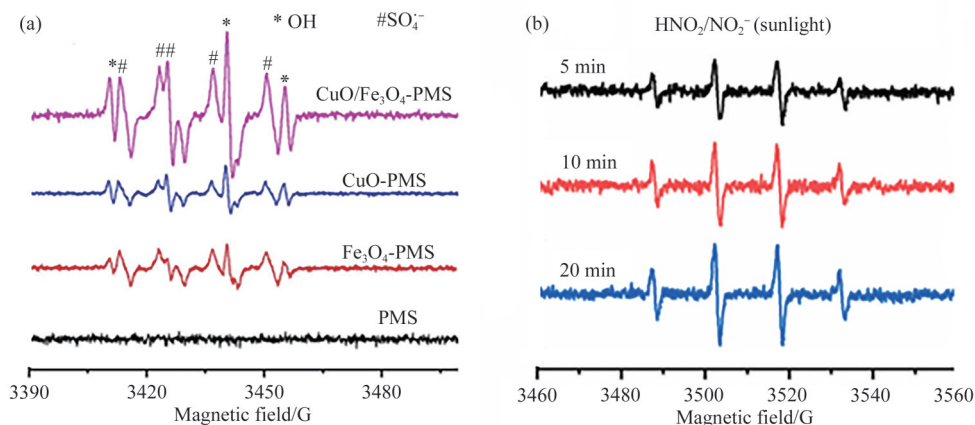 (a)
* OH #SO₄·⁻
*
## #
*# # *
CuO/Fe₃O₄-PMS
CuO-PMS
Fe₃O₄-PMS
PMS
3390 3420 3450 3480
Magnetic field/G
(b)
HNO₂/NO₂⁻ (sunlight)
5 min
10 min
20 min
3460 3480 3500 3520 3540 3560
Magnetic field/G